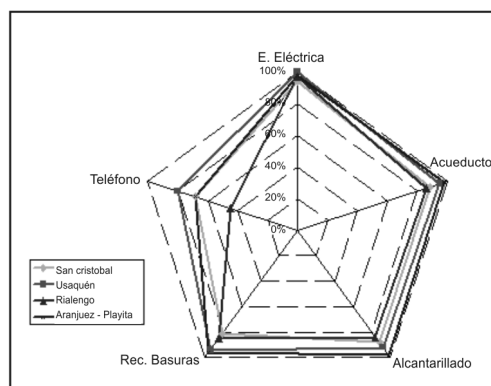 E. Eléctrica
100%
80%
60%
40%
20%
0%
Acueducto
Teléfono
San cristobal
Usaquén
Rialengo
Aranjuez - Playita
Rec. Basuras
Alcantarillado